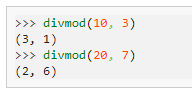 >>> divmod(10, 3)
(3, 1)
>>> divmod(20, 7)
(2, 6)